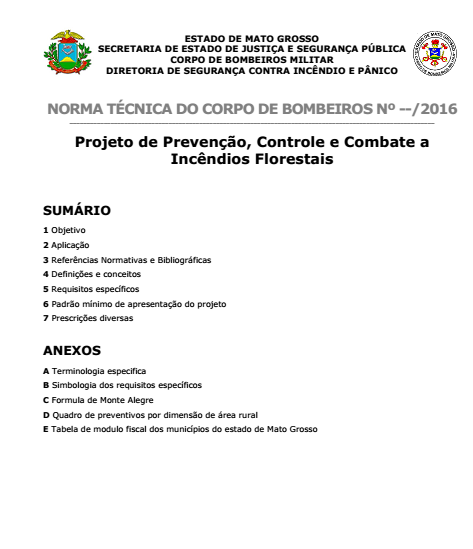 ESTADO DE MATO GROSSO
SECRETARIA DE ESTADO DE JUSTIÇA E SEGURANÇA PÚBLICA
CORPO DE BOMBEIROS MILITAR
DIRETORIA DE SEGURANÇA CONTRA INCÊNDIO E PÂNICO
NORMA TÉCNICA DO CORPO DE BOMBEIROS Nº --/2016
Projeto de Prevenção, Controle e Combate a
Incêndios Florestais
SUMÁRIO
1 Objetivo
2 Aplicação
3 Referências Normativas e Bibliográficas
4 Definições e conceitos
5 Requisitos específicos
6 Padrão mínimo de apresentação do projeto
7 Prescrições diversas
ANEXOS
A Terminologia especifica
B Simbologia dos requisitos específicos
C Formula de Monte Alegre
D Quadro de preventivos por dimensão de área rural
E Tabela de modulo fiscal dos municípios do estado de Mato Grosso